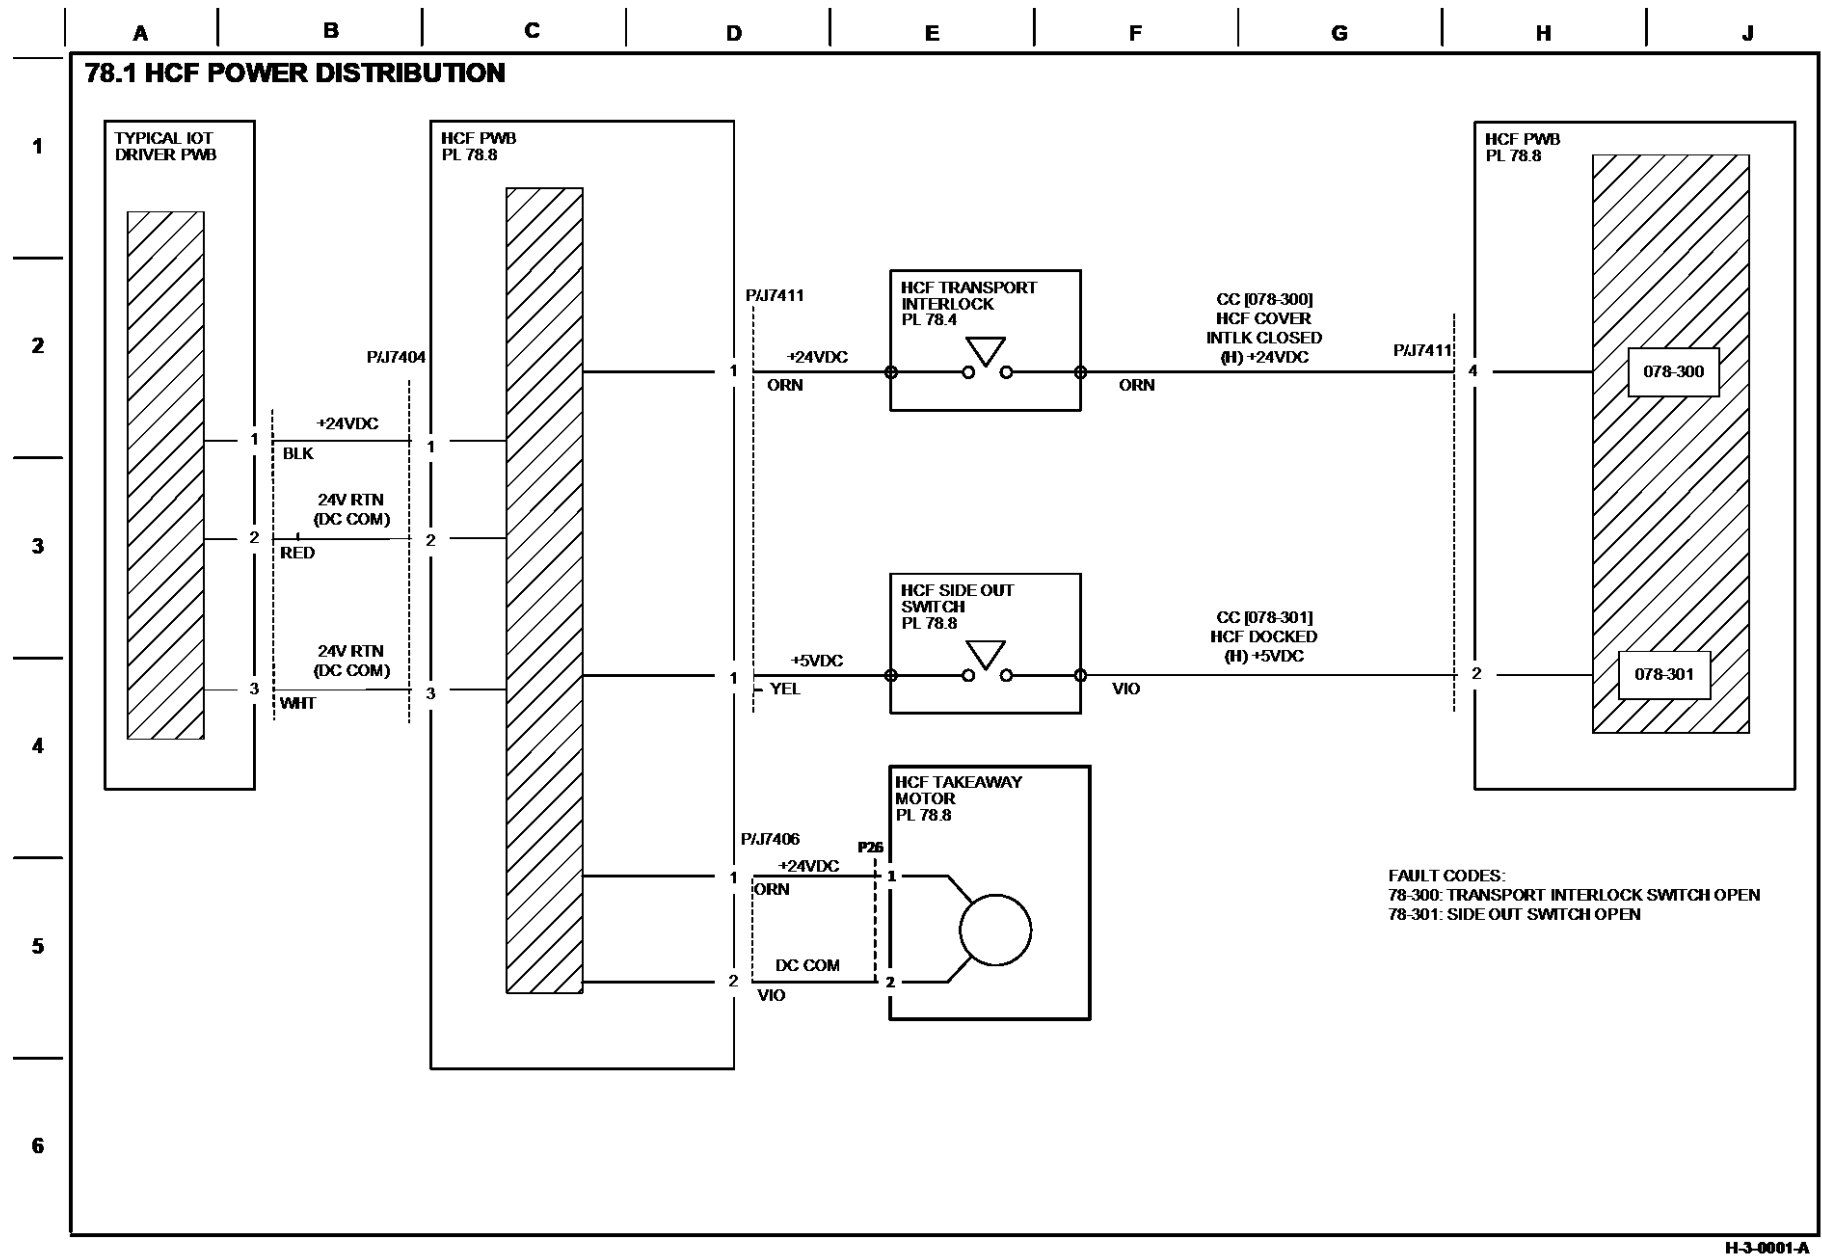 A B C D E F G H J
78.1 HCF POWER DISTRIBUTION
1
2
3
4
5
6
TYPICAL IOT
DRIVER PWB
1
2
3
+24VDC
BLK
24V RTN
(DC COM)
RED
24V RTN
(DC COM)
WHT
P/J7404
HCF PWB
PL 78.8
1
2
3
P/J7411
1
+24VDC
ORN
HCF TRANSPORT
INTERLOCK
PL 78.4
ORN
CC [078-300]
HCF COVER
INTLK CLOSED
(H) +24VDC
P/J7411
4
HCF PWB
PL 78.8
078-300
1
+5VDC
YEL
HCF SIDE OUT
SWITCH
PL 78.8
VIO
CC [078-301]
HCF DOCKED
(H) +5VDC
2
078-301
P/J7406
1
+24VDC
ORN
P26
1
HCF TAKEAWAY
MOTOR
PL 78.8
2
DC COM
VIO
2
FAULT CODES:
78-300: TRANSPORT INTERLOCK SWITCH OPEN
78-301: SIDE OUT SWITCH OPEN
H-3-0001-A